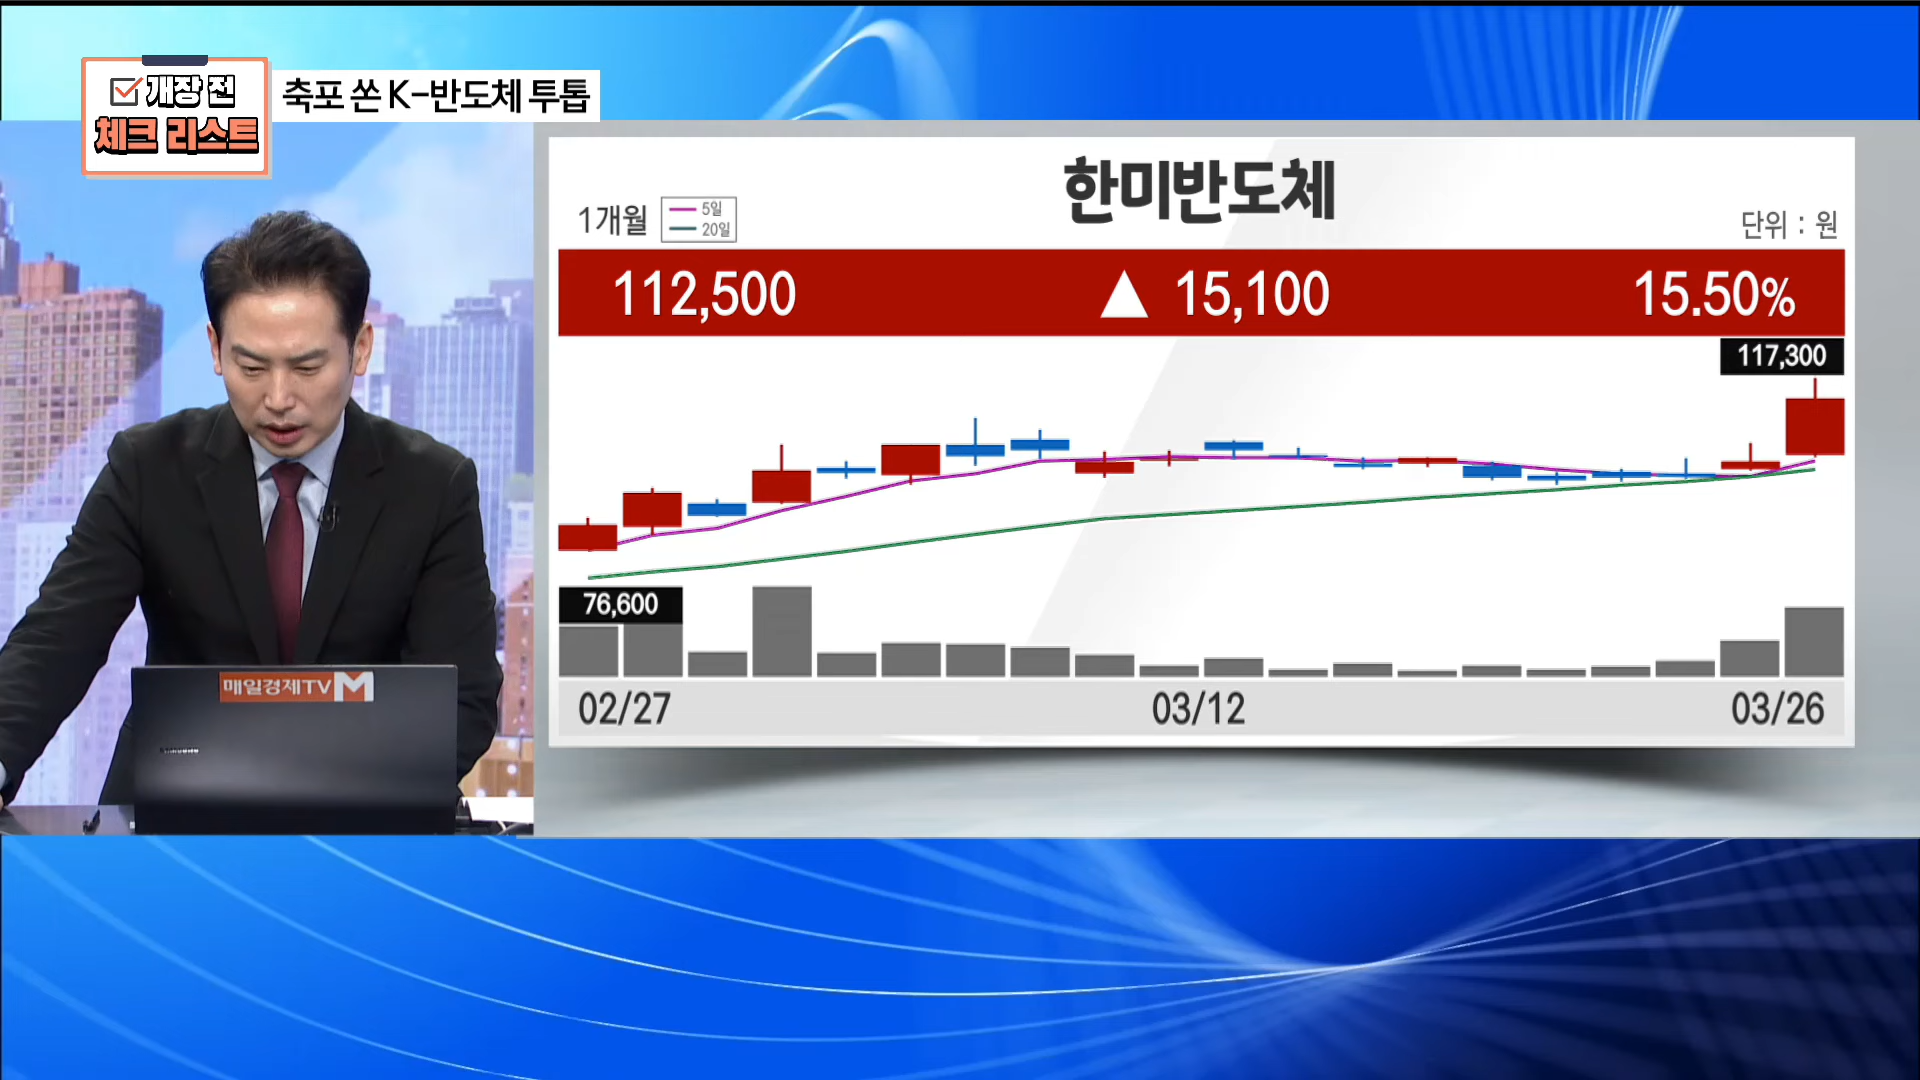 개장 전
체크 리스트
축포 쏜 K-반도체 투톱
한미반도체
1개월
5일
20일
단위 : 원
112,500 ▲ 15,100 15.50%
117,300
76,600
02/27 03/12 03/26
매일경제TV M
SAMSUNG